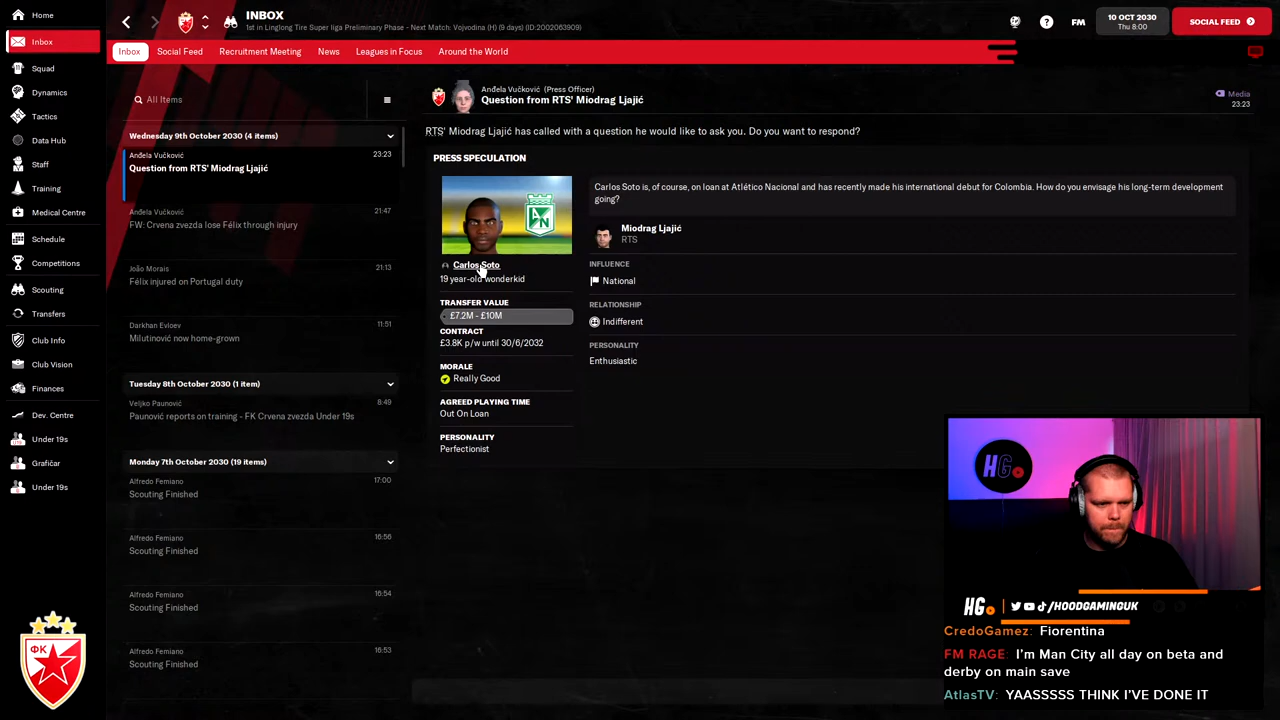 Home
Inbox
Squad
Dynamics
Tactics
Data Hub
Staff
Training
Medical Centre
Schedule
Competitions
Scouting
Transfers
Club Info
Club Vision
Finances
Dev. Centre
Under 19s
Grafičar
Under 19s
ФК
INBOX
1st in Linglong Tire Super liga Preliminary Phase - Next Match: Vojvodina (H) (9 days) (ID:2002063909)
FM
10 OCT 2030
Thu 8:00
SOCIAL FEED
Inbox
Social Feed
Recruitment Meeting
News
Leagues in Focus
Around the World
All Items
Wednesday 9th October 2030 (4 items)
Anđela Vučković
23:23
Question from RTS' Miodrag Ljajić
Anđela Vučković
21:47
FW: Crvena zvezda lose Félix through injury
João Morais
21:13
Félix injured on Portugal duty
Darkhan Evloev
11:51
Milutinović now home-grown
Tuesday 8th October 2030 (1 item)
Veljko Paunović
8:49
Paunović reports on training - FK Crvena zvezda Under 19s
Monday 7th October 2030 (19 items)
Alfredo Femiano
17:00
Scouting Finished
Alfredo Femiano
16:56
Scouting Finished
Alfredo Femiano
16:54
Scouting Finished
Alfredo Femiano
16:53
Scouting Finished
Anđela Vučković (Press Officer)
Question from RTS' Miodrag Ljajić
Media
23:23
RTS' Miodrag Ljajić has called with a question he would like to ask you. Do you want to respond?
PRESS SPECULATION
Carlos Soto
19 year-old wonderkid
TRANSFER VALUE
£7.2M - £10M
CONTRACT
£3.8K p/w until 30/6/2032
MORALE
Really Good
AGREED PLAYING TIME
Out On Loan
PERSONALITY
Perfectionist
Carlos Soto is, of course, on loan at Atlético Nacional and has recently made his international debut for Colombia. How do you envisage his long-term development
going?
Miodrag Ljajić
RTS
INFLUENCE
National
RELATIONSHIP
Indifferent
PERSONALITY
Enthusiastic
HG
HG
/HOODGAMINGUK
CredoGamez: Fiorentina
FM RAGE: I'm Man City all day on beta and
derby on main save
AtlasTV: YAASSSSS THINK I'VE DONE IT